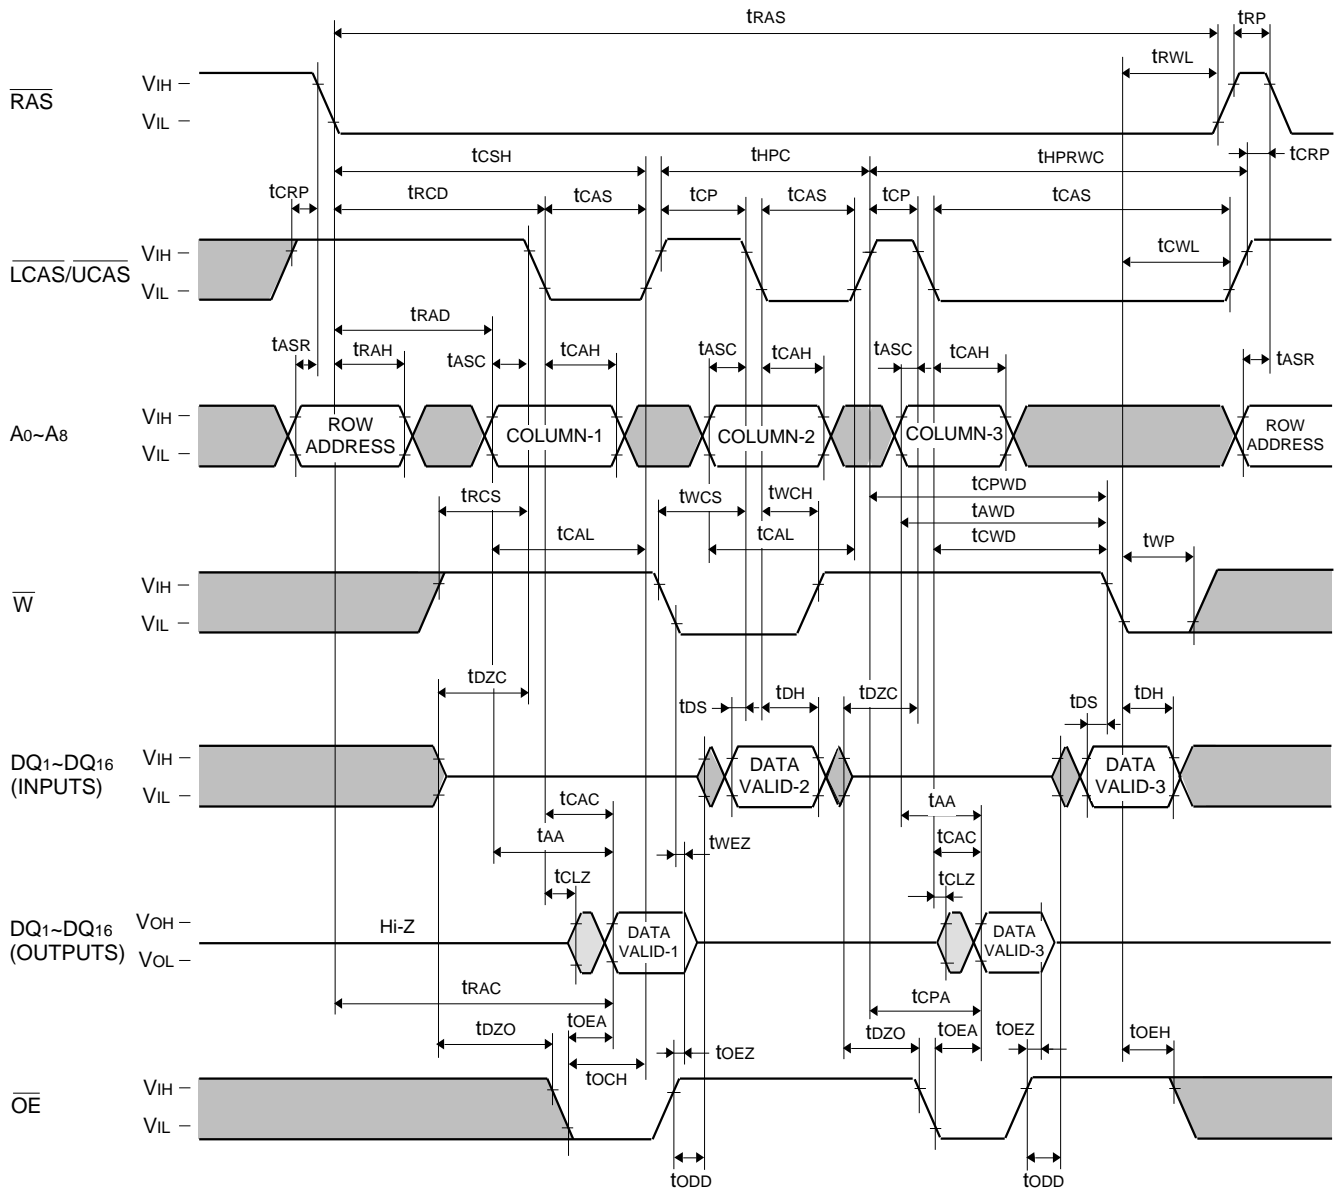 tRAS
tRP
tRWL
RAS
VIH
VIL
tCSH
tHPC
tHPRWC
tCRP
tCRP
tRCD
tCAS
tCP
tCAS
tCP
tCAS
LCAS/UCAS
VIH
VIL
tCWL
tRAD
tASR
tRAH
tASC
tCAH
tASC
tCAH
tASC
tCAH
tASR
A0~A8
VIH
VIL
ROW
ADDRESS
COLUMN-1
COLUMN-2
COLUMN-3
ROW
ADDRESS
tRCS
tWCS
tWCH
tCPWD
tAWD
tCAL
tCAL
tCWD
tWP
W
VIH
VIL
tDZC
tDS
tDH
tDZC
tDS
tDH
DQ1~DQ16
(INPUTS)
VIH
VIL
DATA
VALID-2
DATA
VALID-3
tCAC
tAA
tAA
tWEZ
tCAC
tCLZ
tCLZ
DQ1~DQ16
(OUTPUTS)
VOH
VOL
Hi-Z
DATA
VALID-1
DATA
VALID-3
tRAC
tCPA
tDZO
tOEA
tOEZ
tDZO
tOEA
tOEZ
tOEH
tOCH
OE
VIH
VIL
tODD
tODD